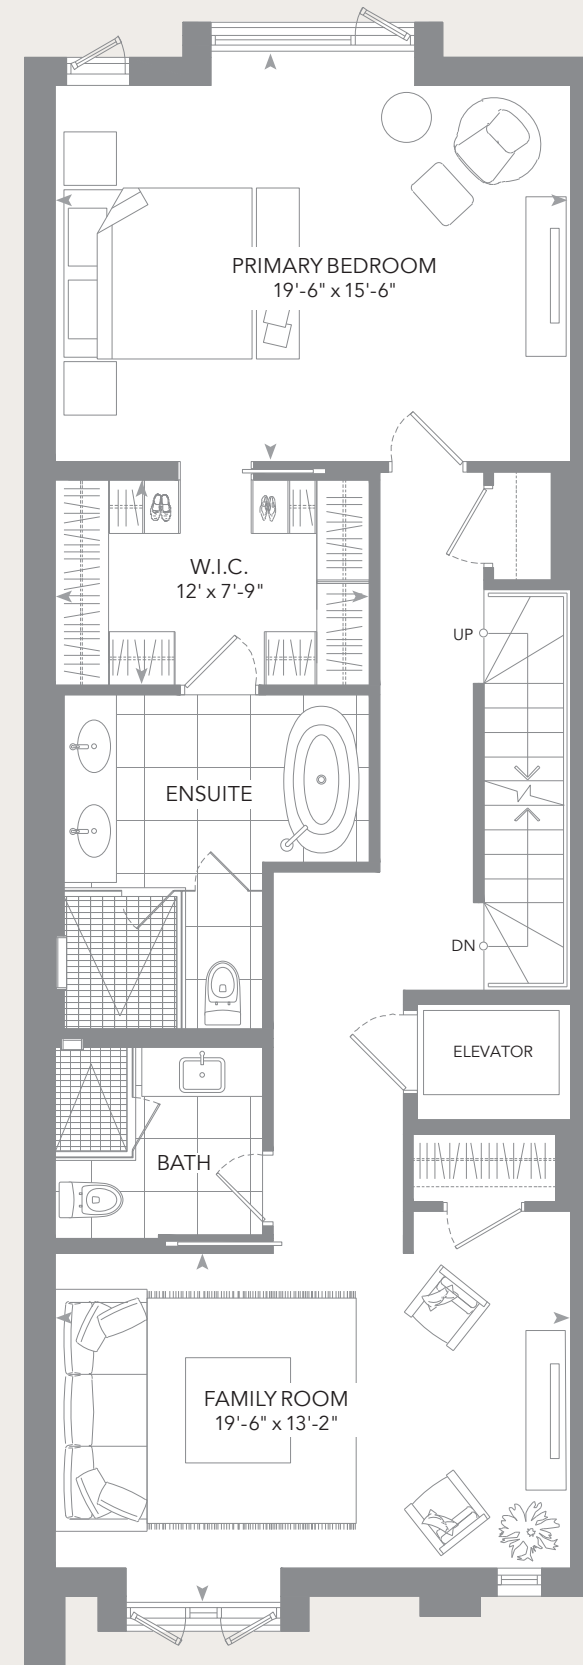 PRIMARY BEDROOM
19'-6" x 15'-6"
W.I.C.
12' x 7'-9"
UP
ENSUITE
DN
ELEVATOR
BATH
FAMILY ROOM
19'-6" x 13'-2"